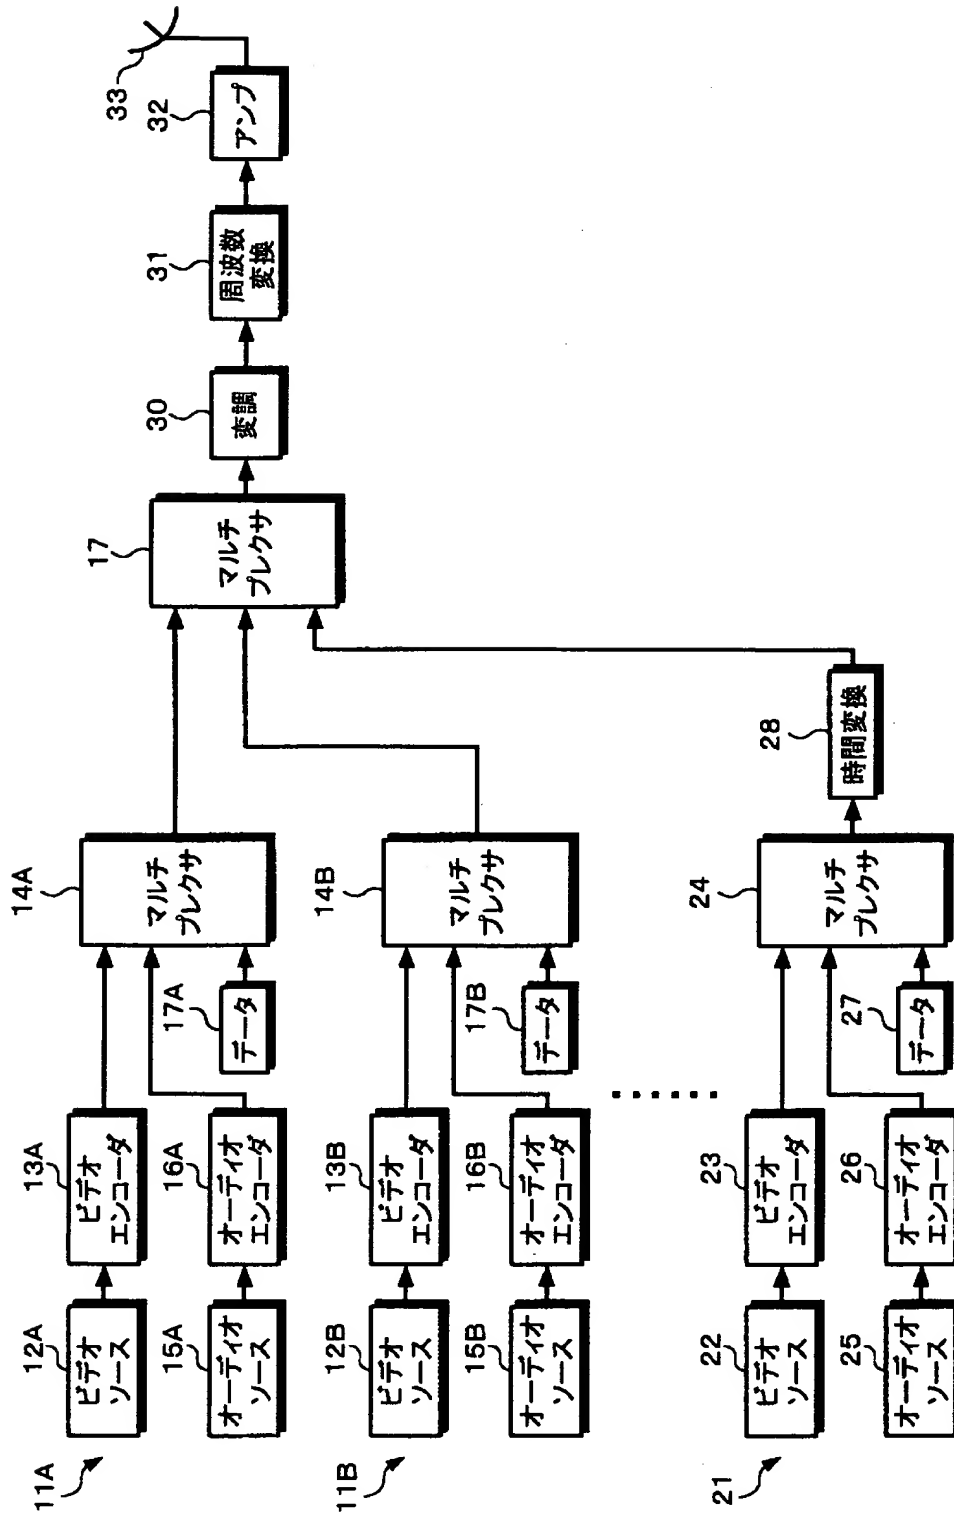 11A
12A
ビデオ
ソース
13A
ビデオ
エンコーダ
15A
オーディオ
ソース
16A
オーディオ
エンコーダ
17A
データ
14A
マルチ
プレクサ
11B
12B
ビデオ
ソース
13B
ビデオ
エンコーダ
15B
オーディオ
ソース
16B
オーディオ
エンコーダ
17B
データ
14B
マルチ
プレクサ
21
22
ビデオ
ソース
23
ビデオ
エンコーダ
25
オーディオ
ソース
26
オーディオ
エンコーダ
27
データ
24
マルチ
プレクサ
28
時間変換
17
マルチ
プレクサ
30
変調
31
周波数
変換
32
アンプ
33